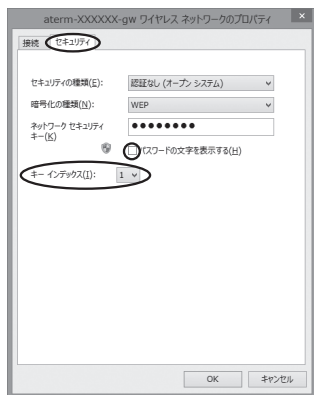 aterm-XXXXXX-gw ワイヤレス ネットワークのプロパティ
接続 セキュリティ
セキュリティの種類(E): 認証なし (オープン システム)
暗号化の種類(N): WEP
ネットワーク セキュリティ
キー(K)
●●●●●●●●
パスワードの文字を表示する(H)
キー インデックス(I): 1
OK キャンセル